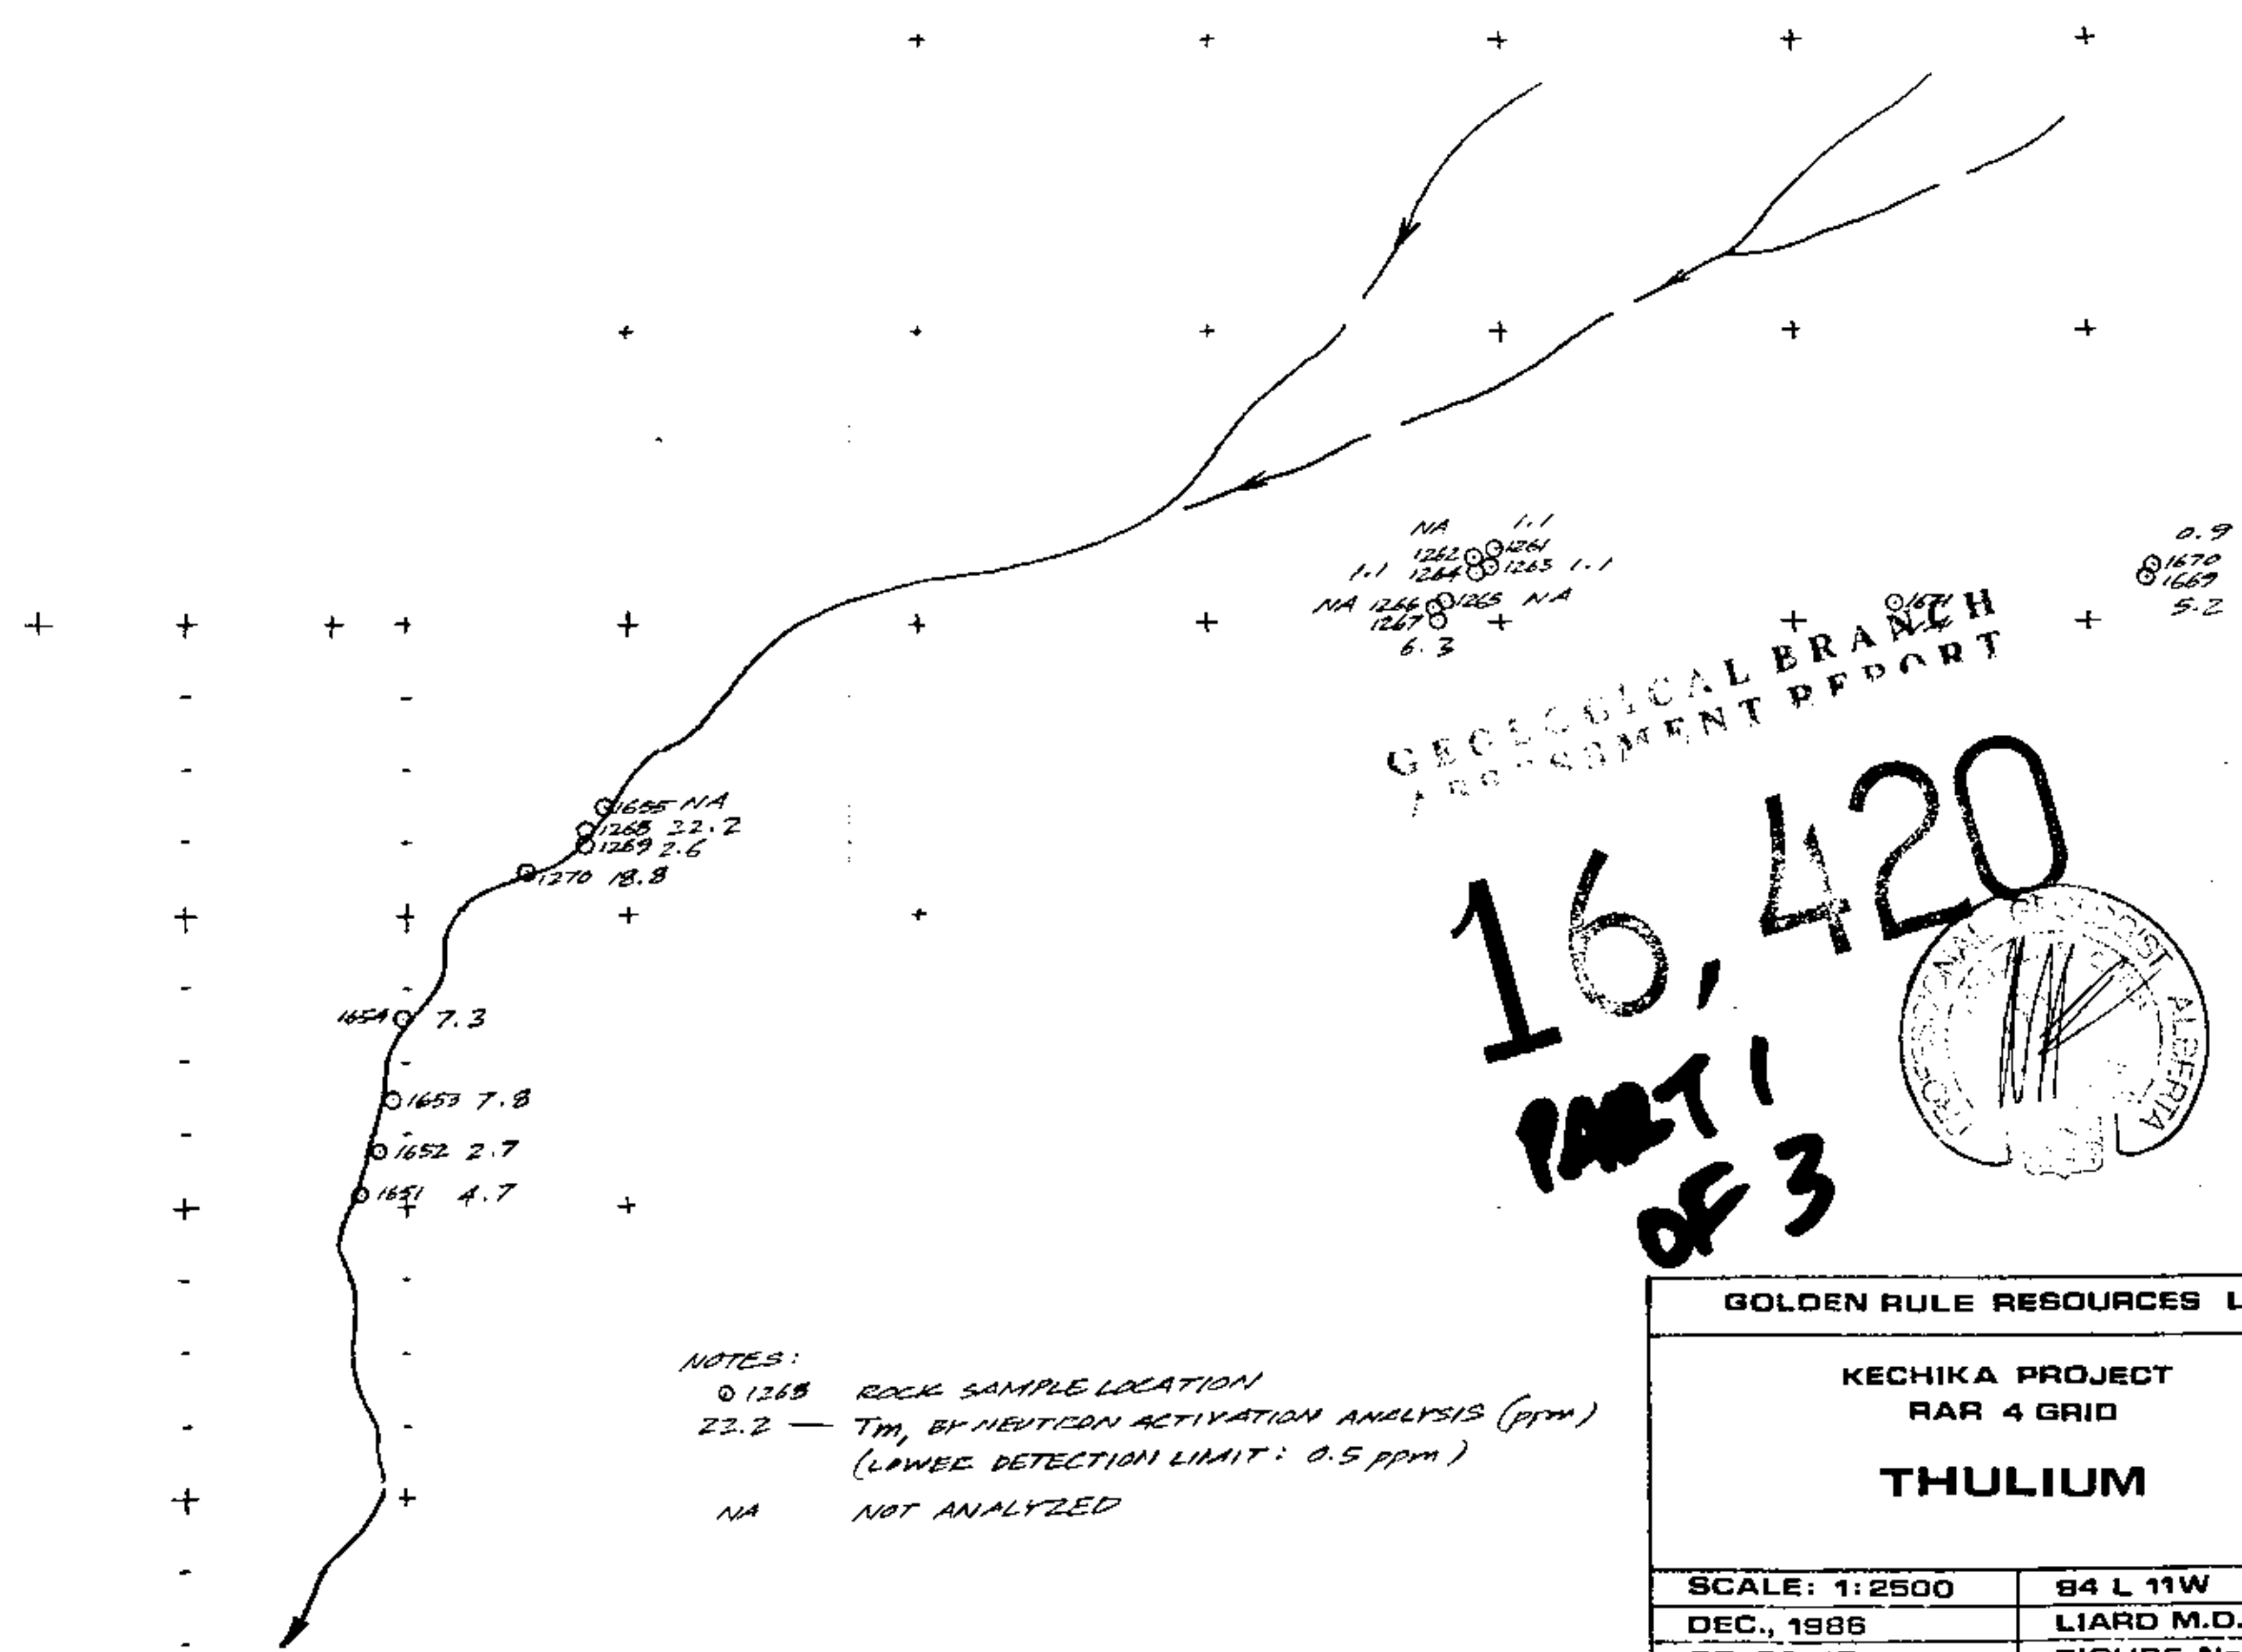 NA 1.1
1262 1261
1.1 1264 1263 1.1
NA 1266 1265 NA
1267
6.3
0.9
1670
1669
5.2
1671
GEOLOGICAL BRANCH
ASSESSMENT REPORT
16,420
PART 1
OF 3
PROFESSIONAL GEOLOGIST
ALBERTA
1655 NA
1268 22.2
1269 2.6
1270 18.8
1654 7.3
1653 7.8
1652 2.7
1651 4.7
NOTES:
1268 ROCK SAMPLE LOCATION
22.2 — Tm, BY NEUTRON ACTIVATION ANALYSIS (ppm)
(LOWER DETECTION LIMIT: 0.5 ppm)
NA NOT ANALYZED
GOLDEN RULE RESOURCES L
KECHIKA PROJECT
RAR 4 GRID
THULIUM
SCALE: 1:2500 94 L 11W
DEC., 1986 LIARD M.D.